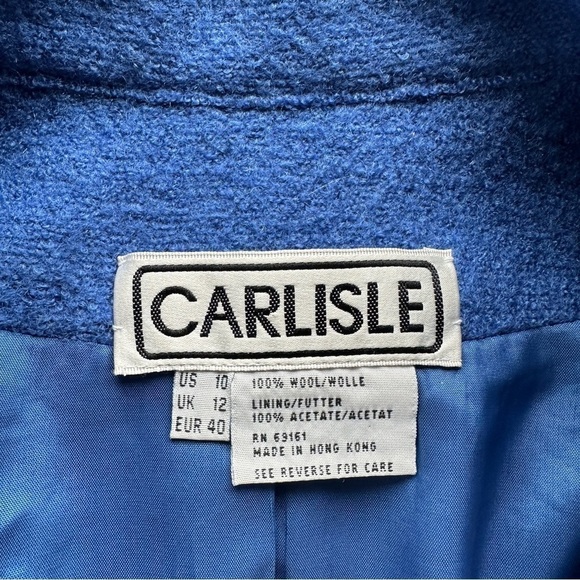 CARLISLE
US 10
UK 12
EUR 40
100% WOOL/WOLLE
LINING/FUTTER
100% ACETATE/ACETAT
RN 69161
MADE IN HONG KONG
SEE REVERSE FOR CARE